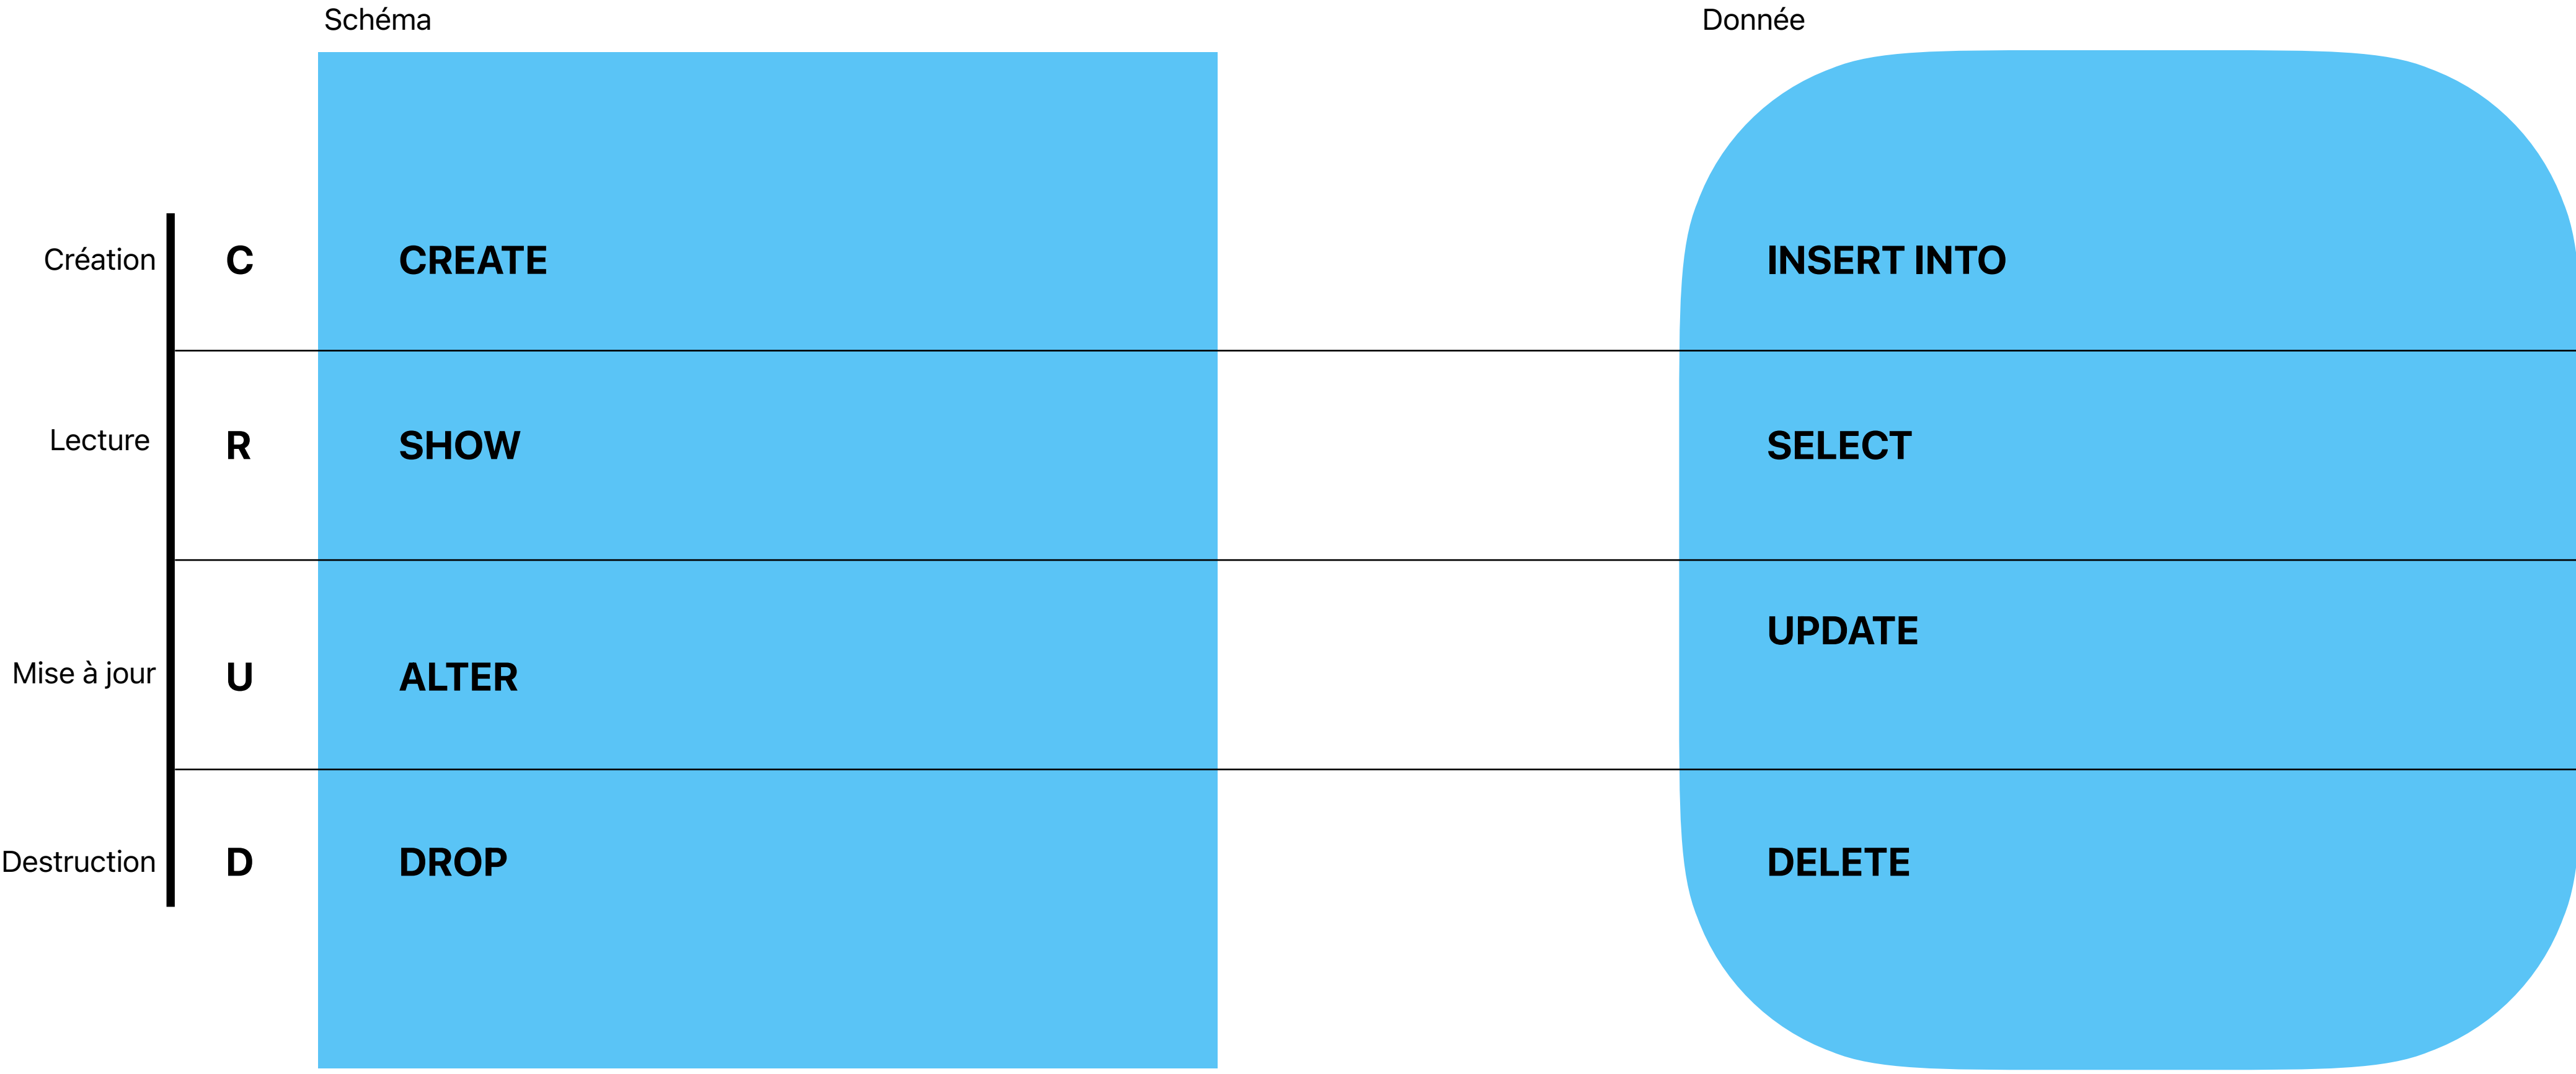 Schéma
Donnée
Création C CREATE INSERT INTO
Lecture R SHOW SELECT
Mise à jour U ALTER UPDATE
Destruction D DROP DELETE